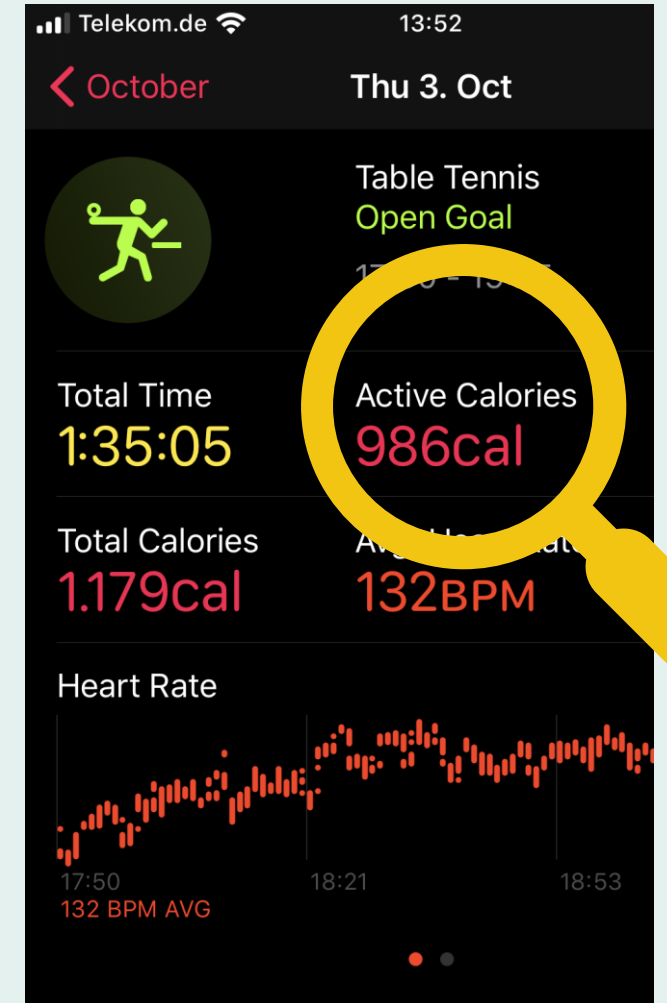 Telekom.de 13:52
October Thu 3. Oct
Table Tennis
Open Goal
Total Time
1:35:05
Active Calories
986cal
Total Calories
1.179cal
132BPM
Heart Rate
17:50 18:21 18:53
132 BPM AVG